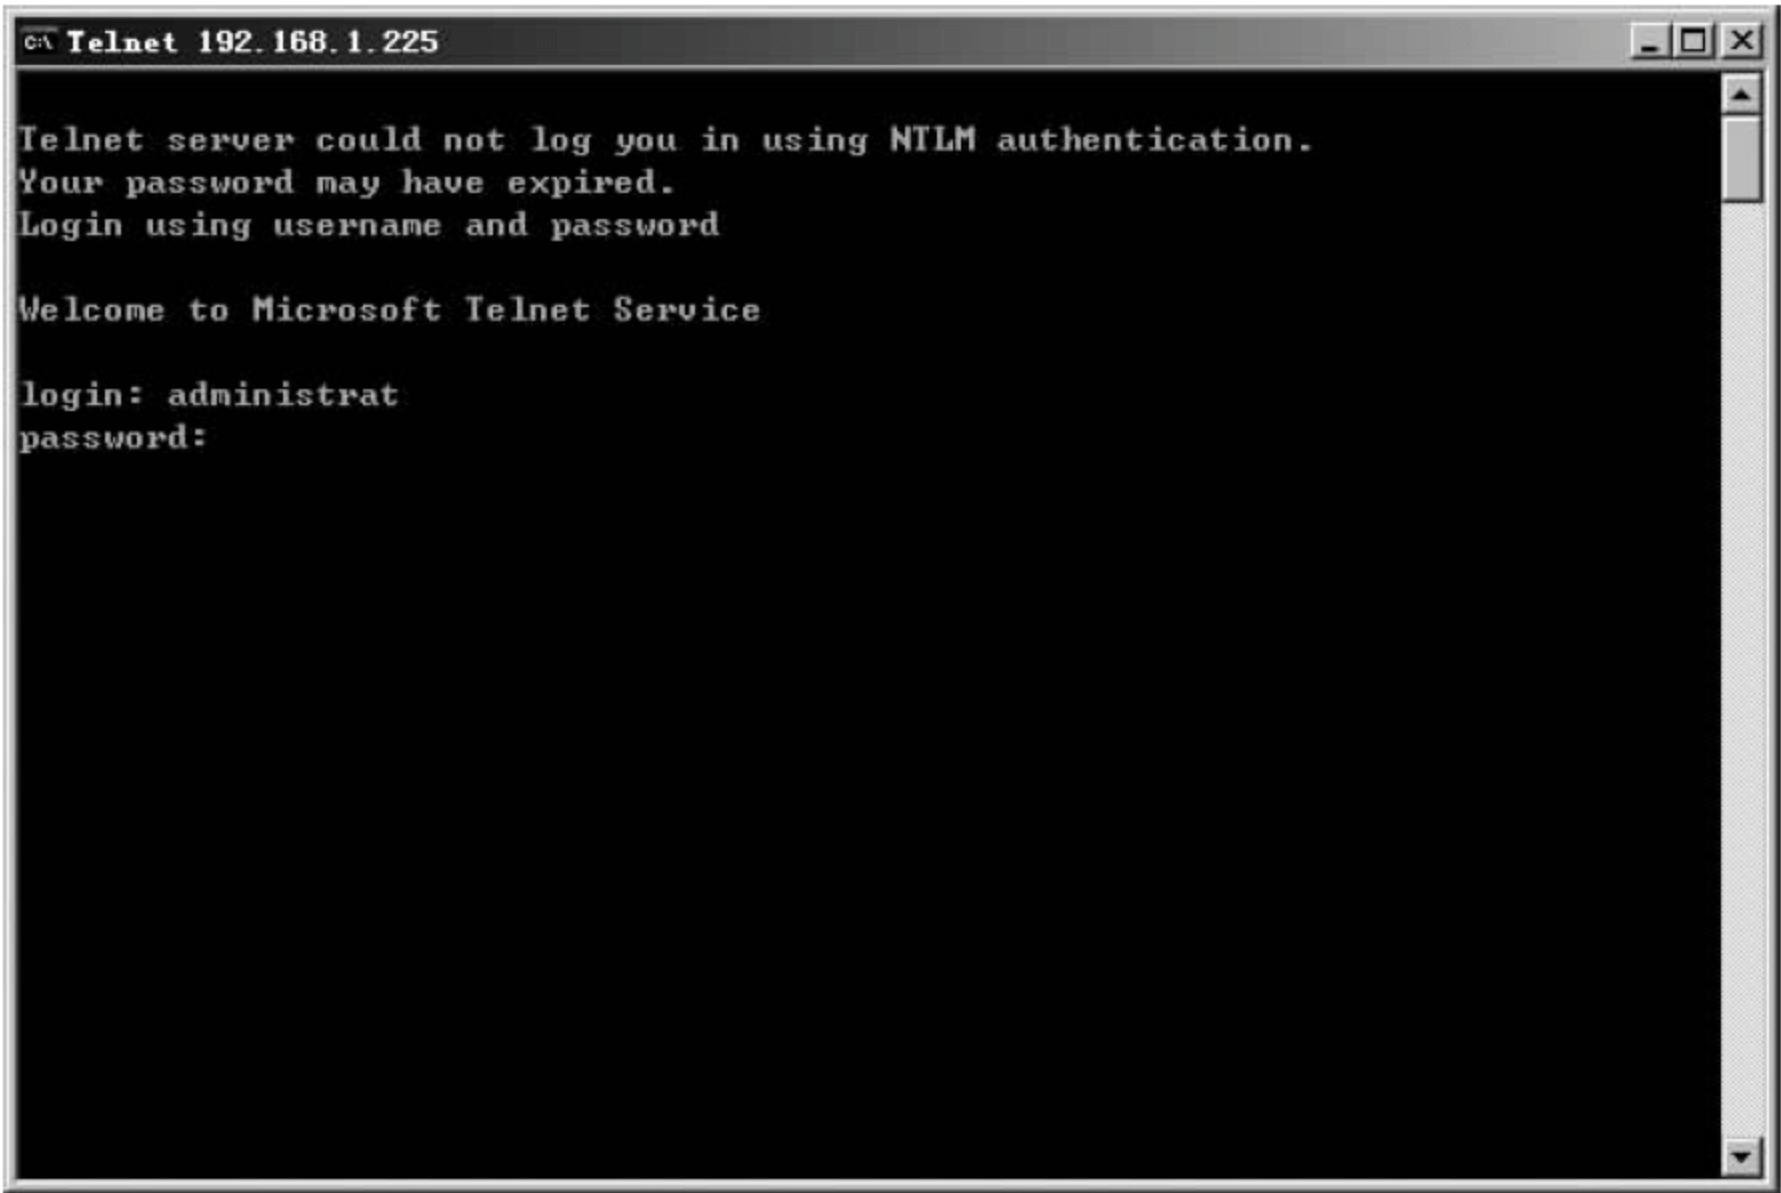 C:\ Telnet 192.168.1.225
Telnet server could not log you in using NTLM authentication.
Your password may have expired.
Login using username and password
Welcome to Microsoft Telnet Service
login: administrat
password: